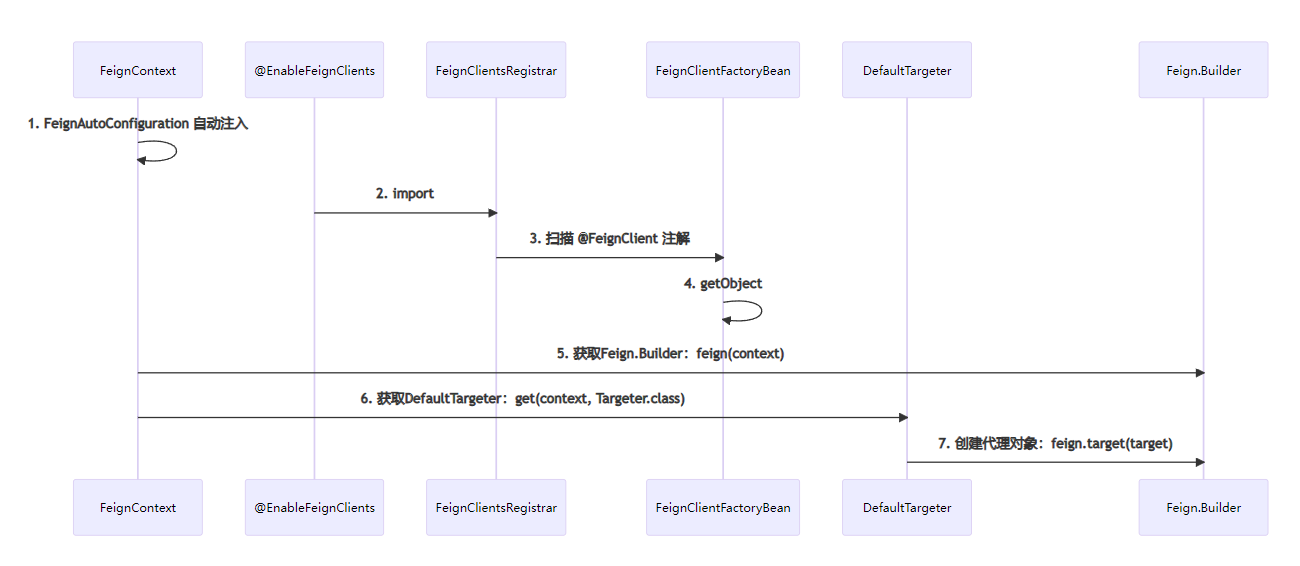 FeignContext
@EnableFeignClients
FeignClientsRegistrar
FeignClientFactoryBean
DefaultTargeter
Feign.Builder
1. FeignAutoConfiguration 自动注入
2. import
3. 扫描 @FeignClient 注解
4. getObject
5. 获取Feign.Builder：feign(context)
6. 获取DefaultTargeter：get(context, Targeter.class)
7. 创建代理对象：feign.target(target)
FeignContext
@EnableFeignClients
FeignClientsRegistrar
FeignClientFactoryBean
DefaultTargeter
Feign.Builder